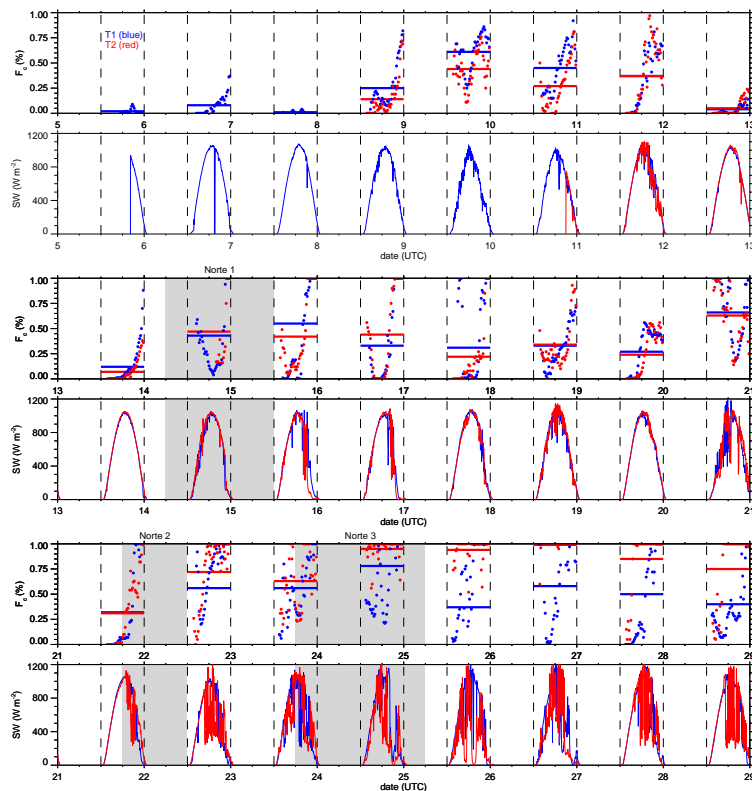 1.00
0.75
0.50
0.25
0.00
F_c (%)
T1 (blue)
T2 (red)
5 6 7 8 9 10 11 12 13
1200
800
400
0
SW (W m⁻²)
5 6 7 8 9 10 11 12 13
date (UTC)
Norte 1
1.00
0.75
0.50
0.25
0.00
F_c (%)
13 14 15 16 17 18 19 20 21
1200
800
400
0
SW (W m⁻²)
13 14 15 16 17 18 19 20 21
date (UTC)
Norte 2 Norte 3
1.00
0.75
0.50
0.25
0.00
F_c (%)
21 22 23 24 25 26 27 28 29
1200
800
400
0
SW (W m⁻²)
21 22 23 24 25 26 27 28 29
date (UTC)